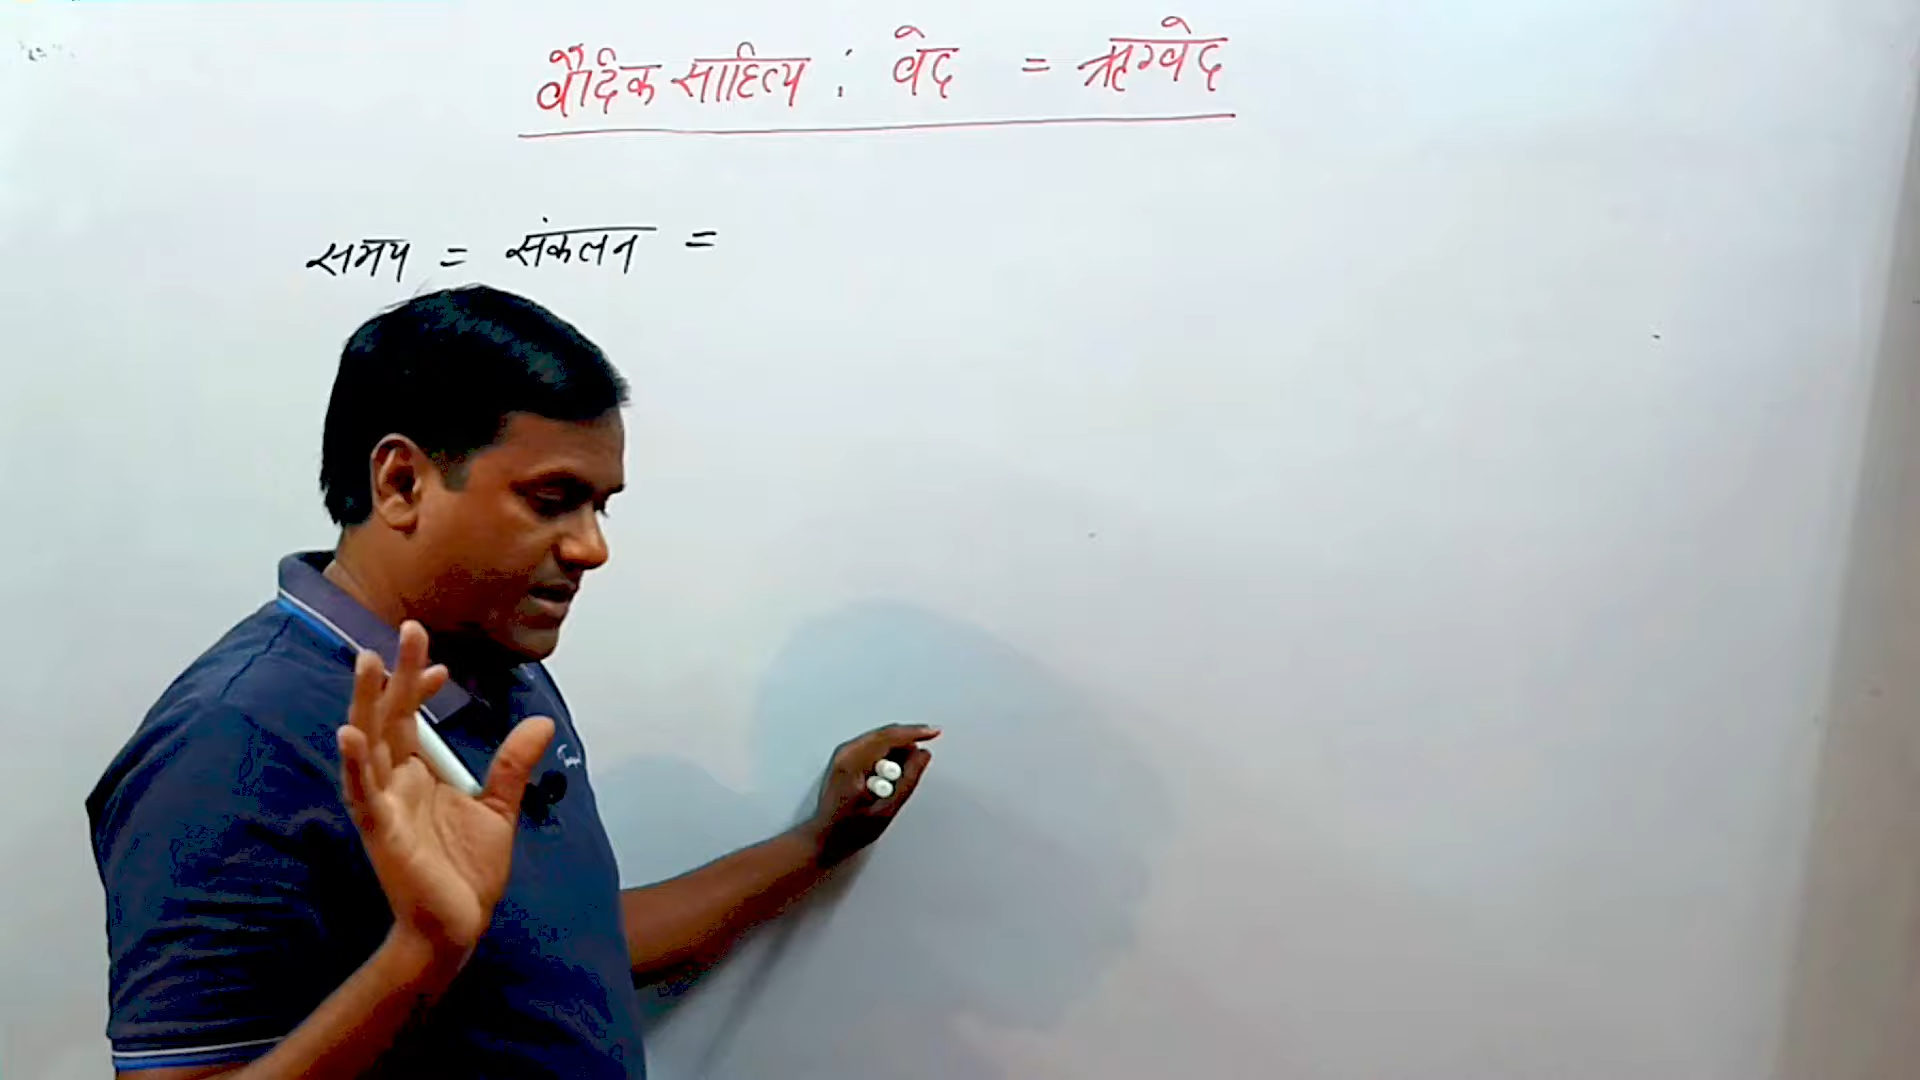 वैदिक साहित्य : वेद = ऋग्वेद
समय = संकलन =